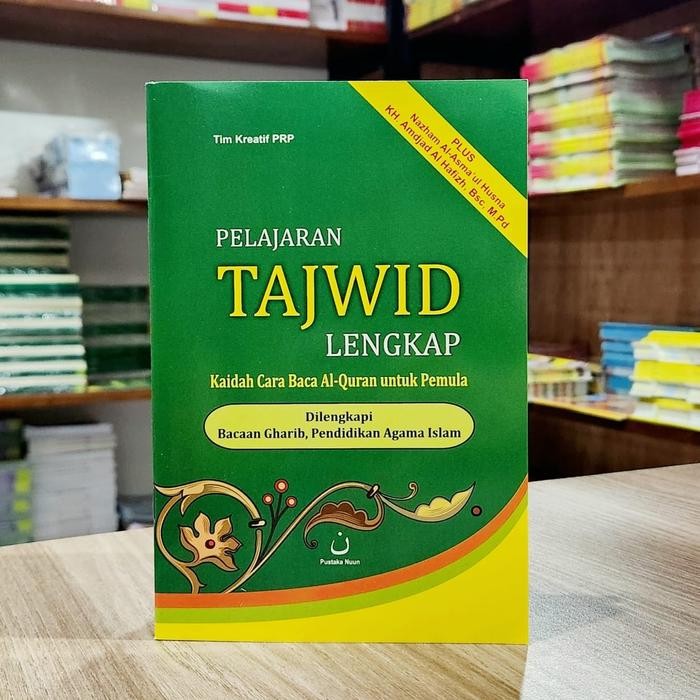 Tim Kreatif PRP
PLUS
Nazham Al-Asma ul Husna
KH. Amdjad Al Hafizh, Bsc, M.Pd
PELAJARAN
TAJWID
LENGKAP
Kaidah Cara Baca Al-Quran untuk Pemula
Dilengkapi
Bacaan Gharib, Pendidikan Agama Islam
ن
Pustaka Nuun